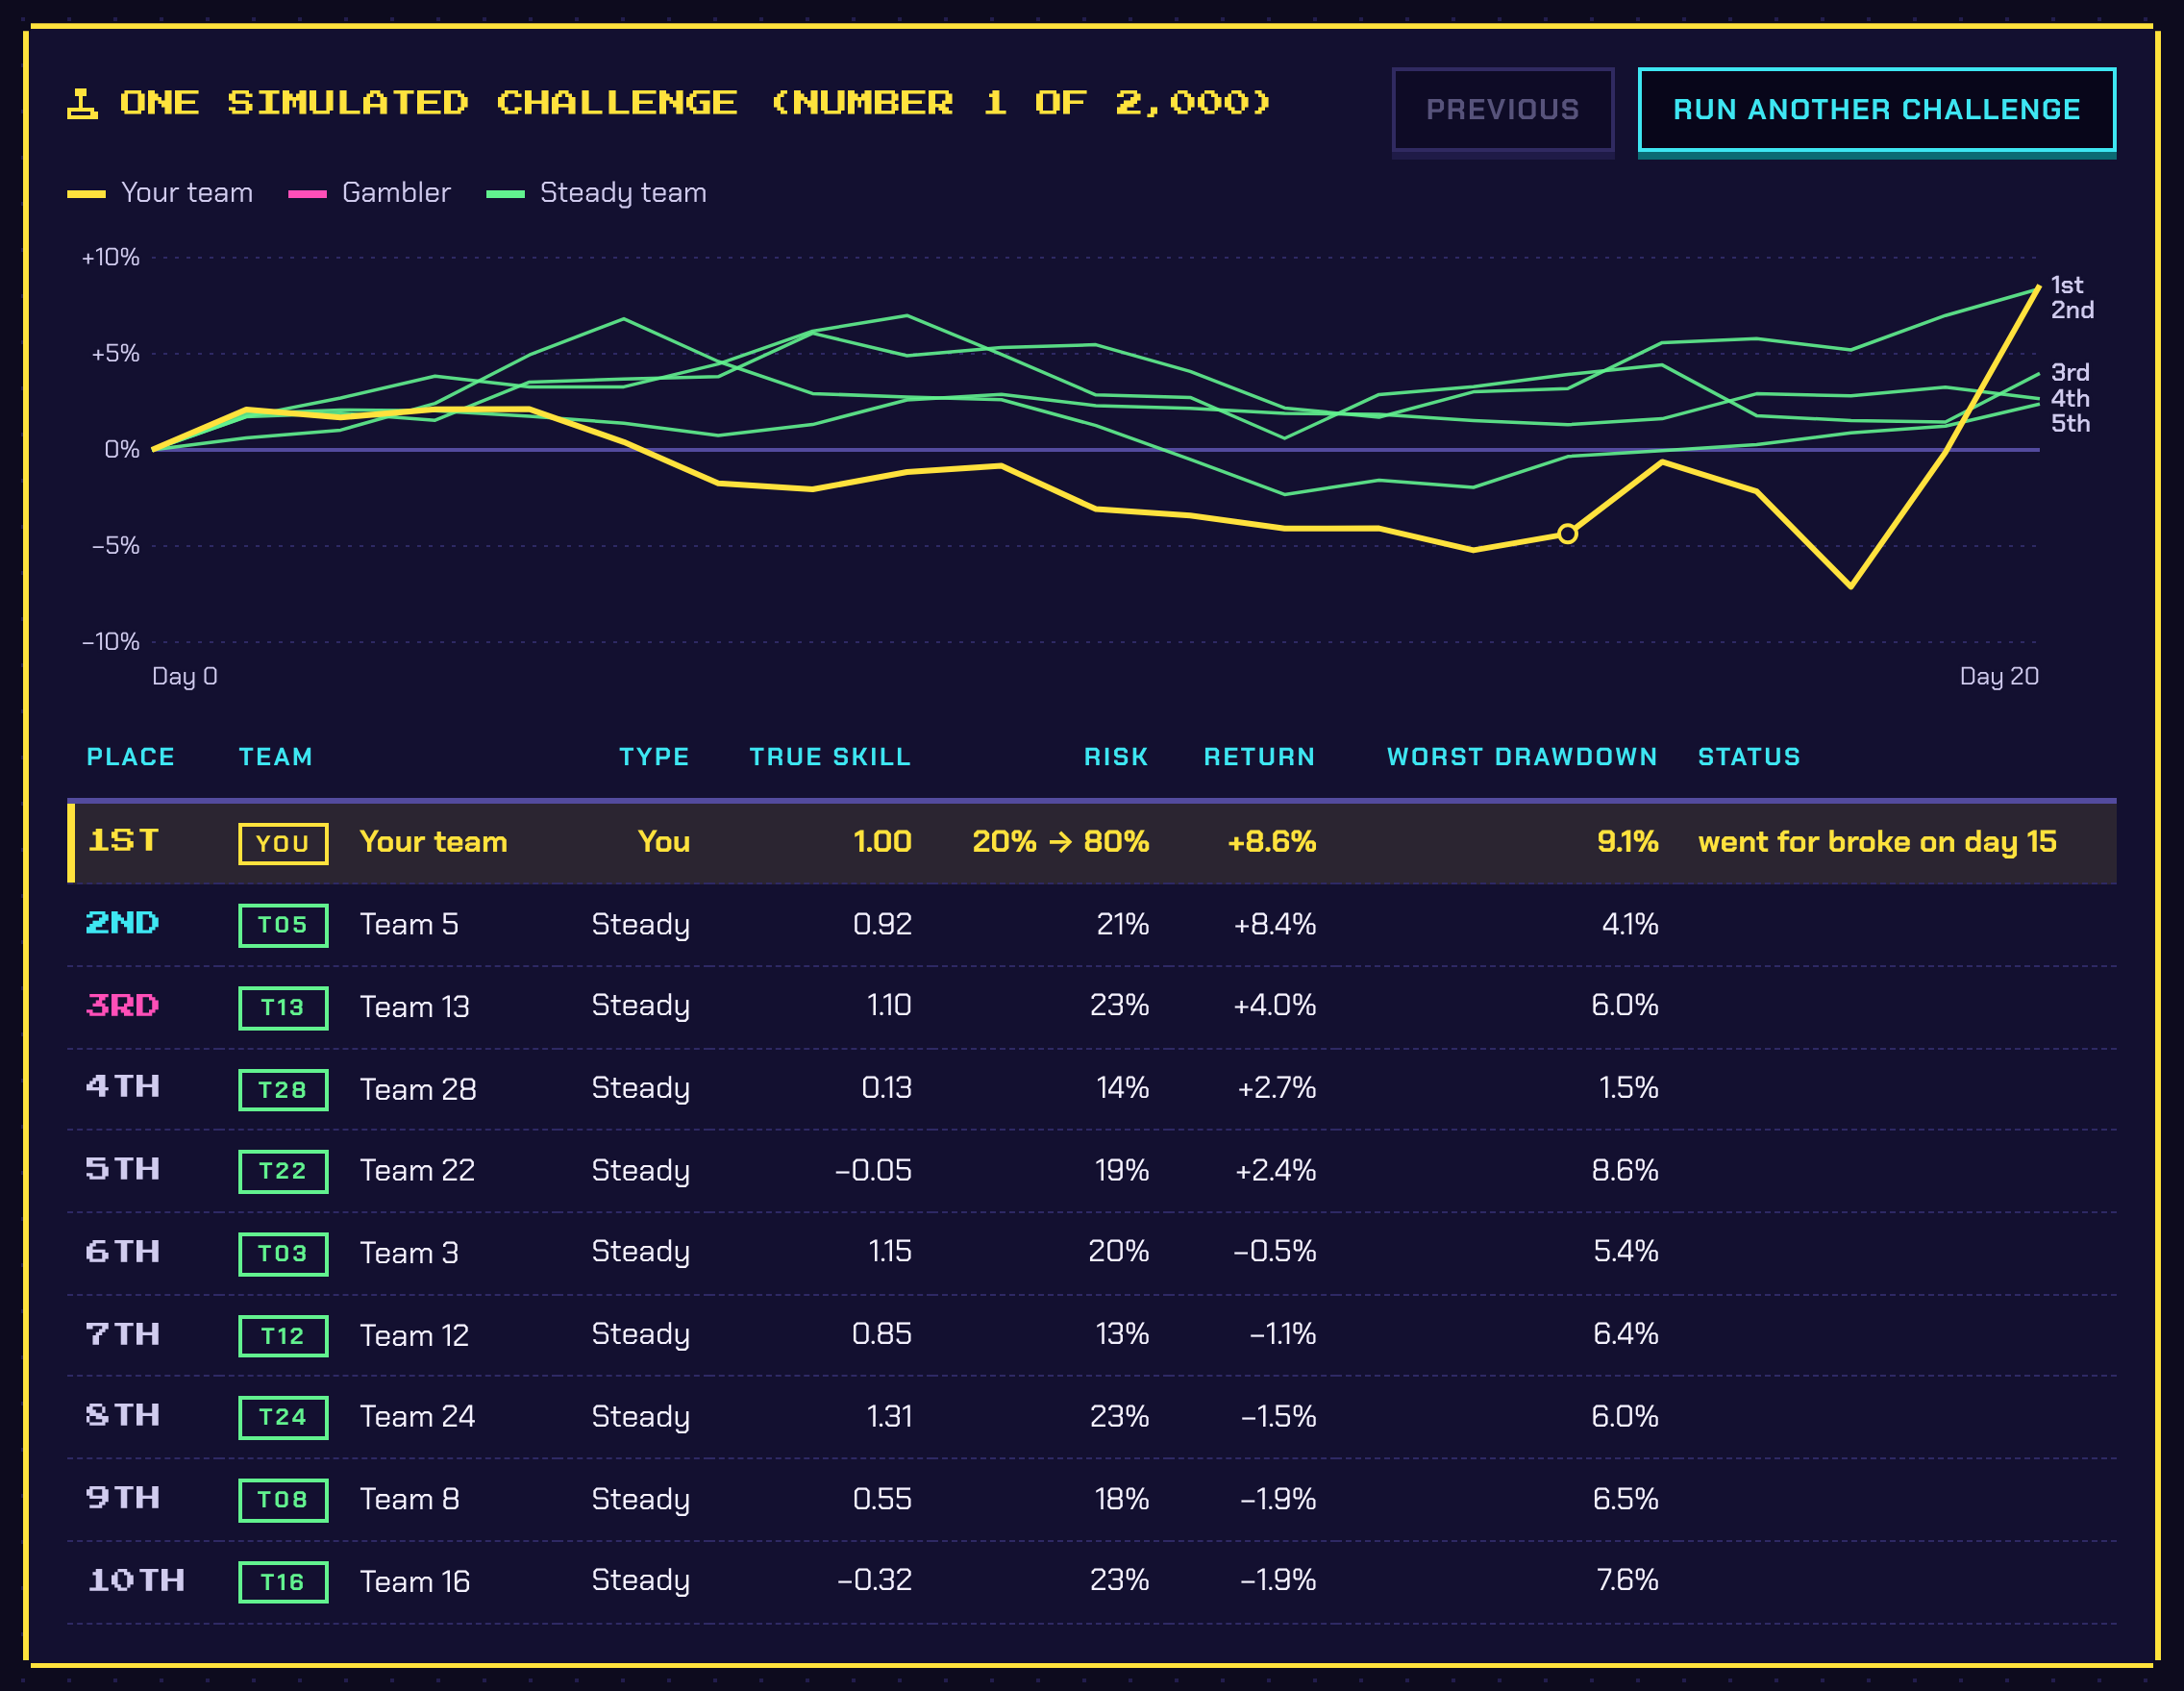 ONE SIMULATED CHALLENGE (NUMBER 1 OF 2,000)
PREVIOUS
RUN ANOTHER CHALLENGE
Your team Gambler Steady team
+10%
+5%
0%
−5%
−10%
1st
2nd
3rd
4th
5th
Day 0 Day 20
PLACE TEAM TYPE TRUE SKILL RISK RETURN WORST DRAWDOWN STATUS
1ST YOU Your team You 1.00 20% → 80% +8.6% 9.1% went for broke on day 15
2ND T05 Team 5 Steady 0.92 21% +8.4% 4.1%
3RD T13 Team 13 Steady 1.10 23% +4.0% 6.0%
4TH T28 Team 28 Steady 0.13 14% +2.7% 1.5%
5TH T22 Team 22 Steady −0.05 19% +2.4% 8.6%
6TH T03 Team 3 Steady 1.15 20% −0.5% 5.4%
7TH T12 Team 12 Steady 0.85 13% −1.1% 6.4%
8TH T24 Team 24 Steady 1.31 23% −1.5% 6.0%
9TH T08 Team 8 Steady 0.55 18% −1.9% 6.5%
10TH T16 Team 16 Steady −0.32 23% −1.9% 7.6%